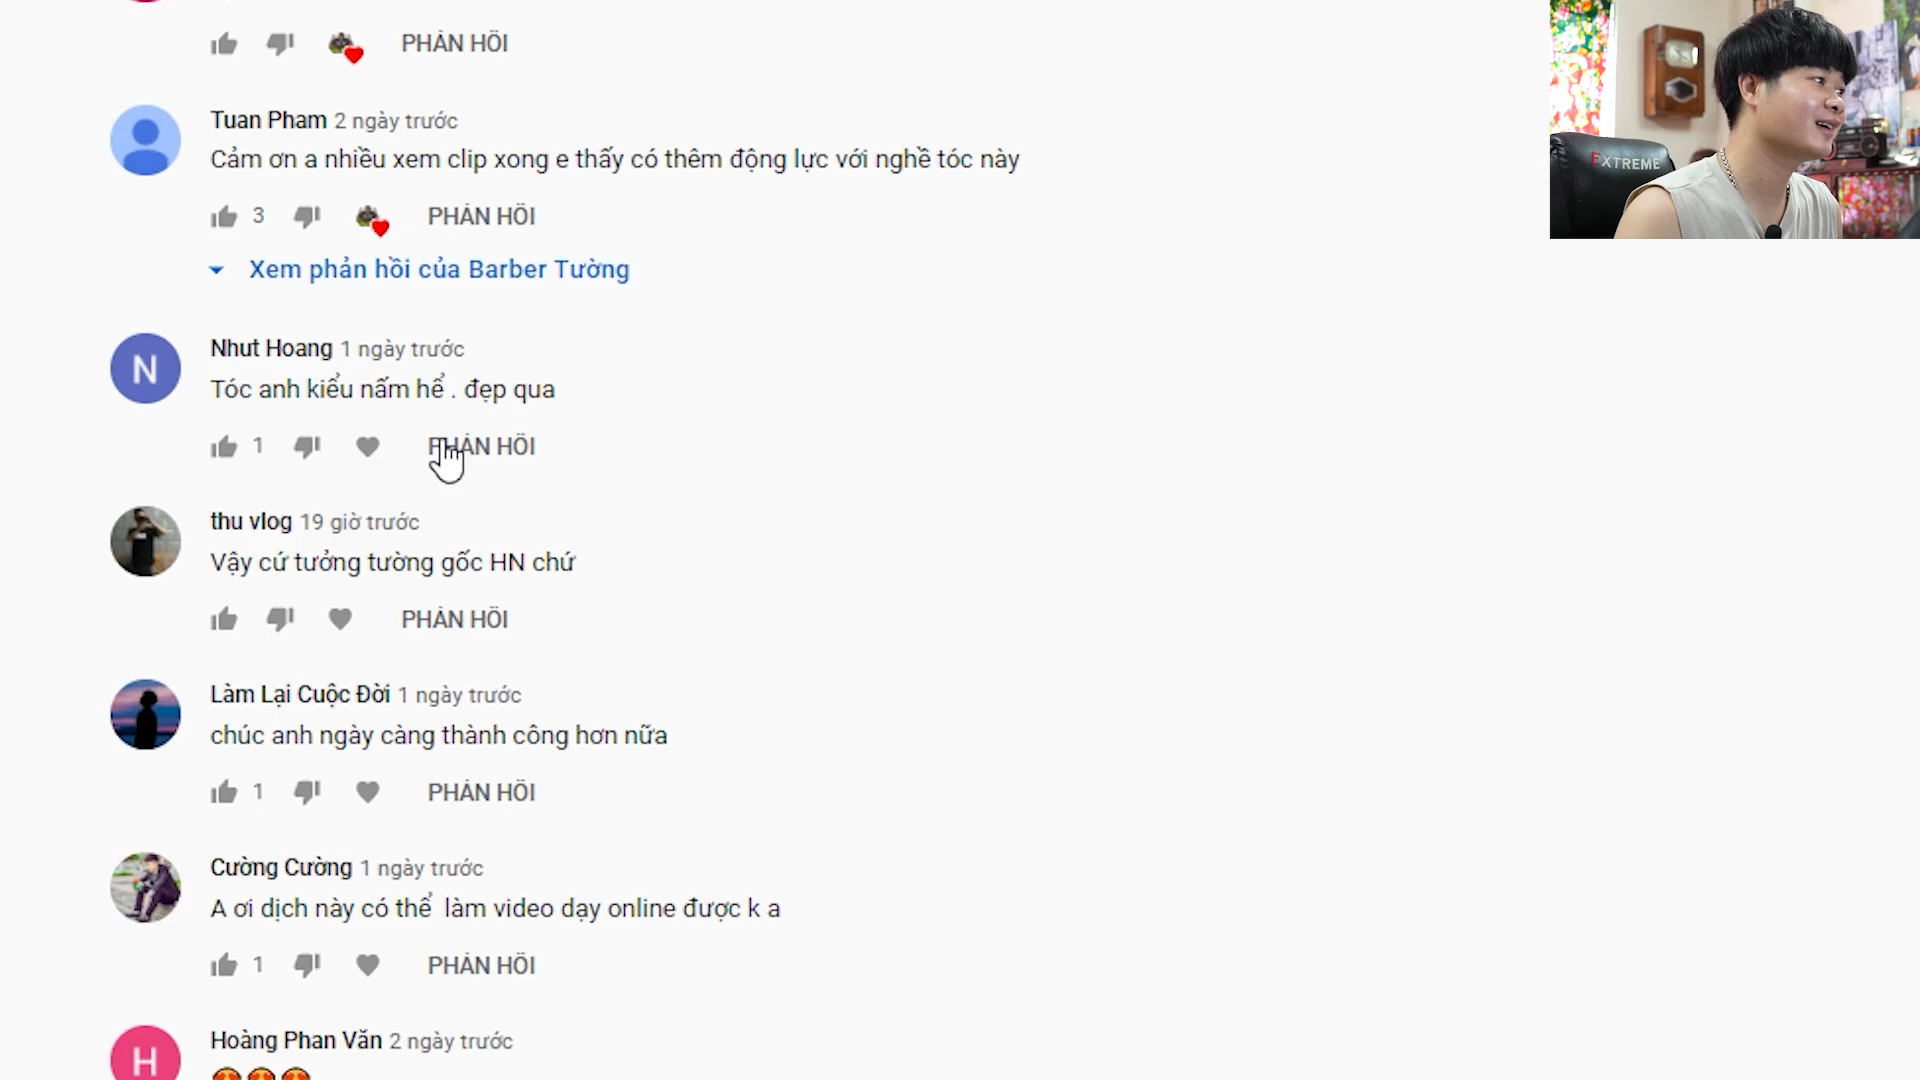 PHẢN HỒI
Tuan Pham 2 ngày trước
Cảm ơn a nhiều xem clip xong e thấy có thêm động lực với nghề tóc này
3 PHẢN HỒI
Xem phản hồi của Barber Tường
N
Nhut Hoang 1 ngày trước
Tóc anh kiểu nấm hể . đẹp qua
1 PHẢN HỒI
thu vlog 19 giờ trước
Vậy cứ tưởng tường gốc HN chứ
PHẢN HỒI
Làm Lại Cuộc Đời 1 ngày trước
chúc anh ngày càng thành công hơn nữa
1 PHẢN HỒI
Cường Cường 1 ngày trước
A ơi dịch này có thể làm video dạy online được k a
1 PHẢN HỒI
H
Hoàng Phan Văn 2 ngày trước
😍😍😍
EXTREME